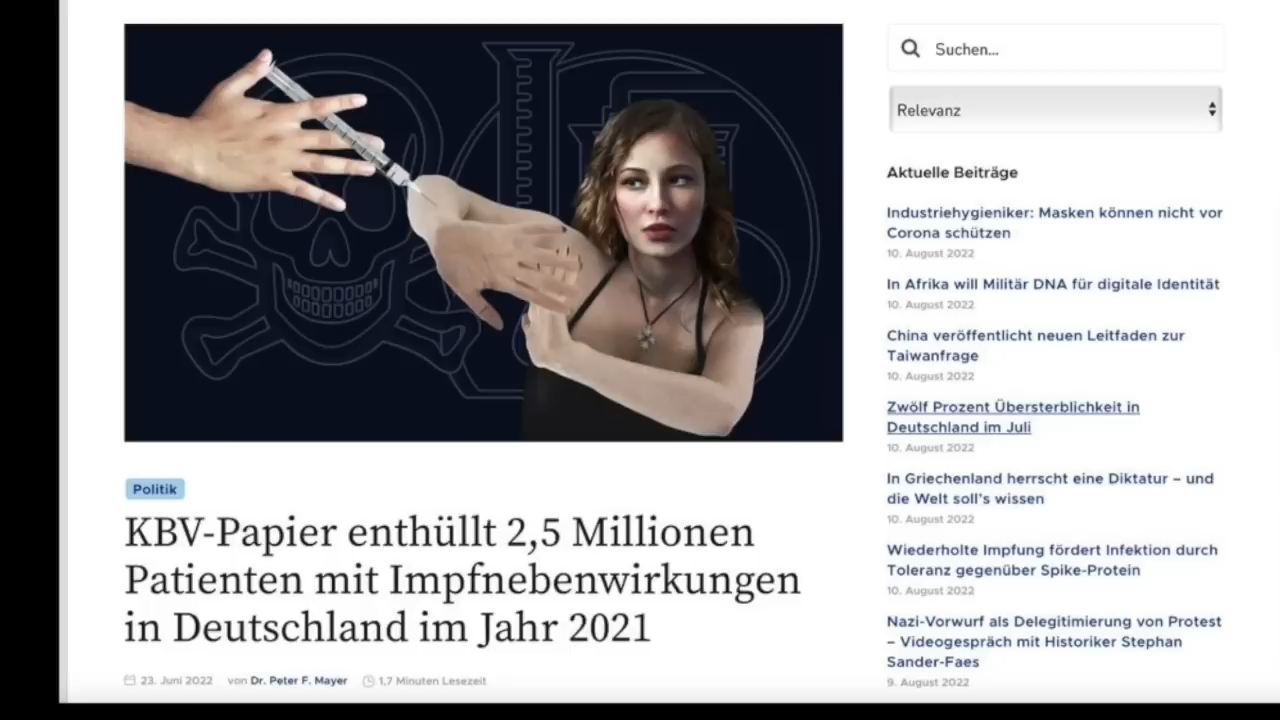 Suchen...
Relevanz
Aktuelle Beiträge
Industriehygieniker: Masken können nicht vor
Corona schützen
10. August 2022
In Afrika will Militär DNA für digitale Identität
10. August 2022
China veröffentlicht neuen Leitfaden zur
Taiwanfrage
10. August 2022
Zwölf Prozent Übersterblichkeit in
Deutschland im Juli
10. August 2022
In Griechenland herrscht eine Diktatur – und
die Welt soll's wissen
10. August 2022
Wiederholte Impfung fördert Infektion durch
Toleranz gegenüber Spike-Protein
10. August 2022
Nazi-Vorwurf als Delegitimierung von Protest
– Videogespräch mit Historiker Stephan
Sander-Faes
9. August 2022
Politik
KBV-Papier enthüllt 2,5 Millionen
Patienten mit Impfnebenwirkungen
in Deutschland im Jahr 2021
23. Juni 2022 von Dr. Peter F. Mayer 1,7 Minuten Lesezeit